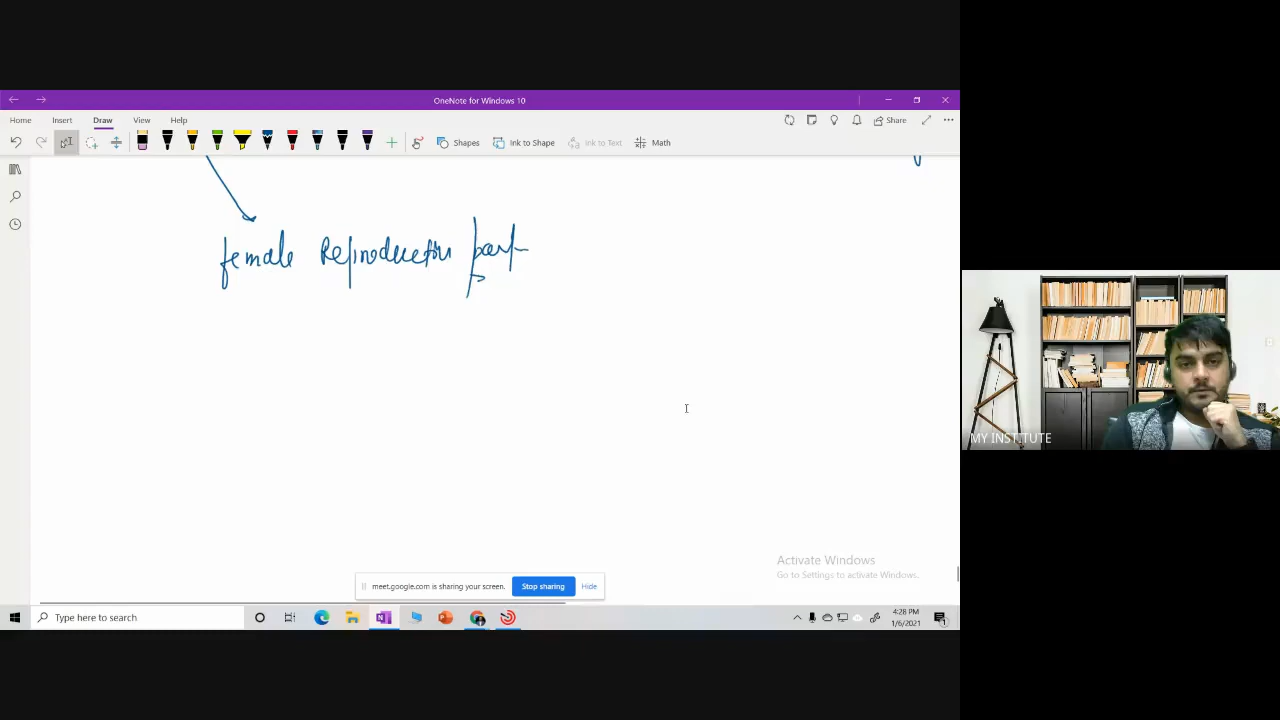 OneNote for Windows 10
Home Insert Draw View Help Share
Shapes Ink to Shape Ink to Text Math
female Reproductive part
MY INSTITUTE
Activate Windows
Go to Settings to activate Windows.
meet.google.com is sharing your screen. Stop sharing Hide
Type here to search
4:28 PM
1/6/2021